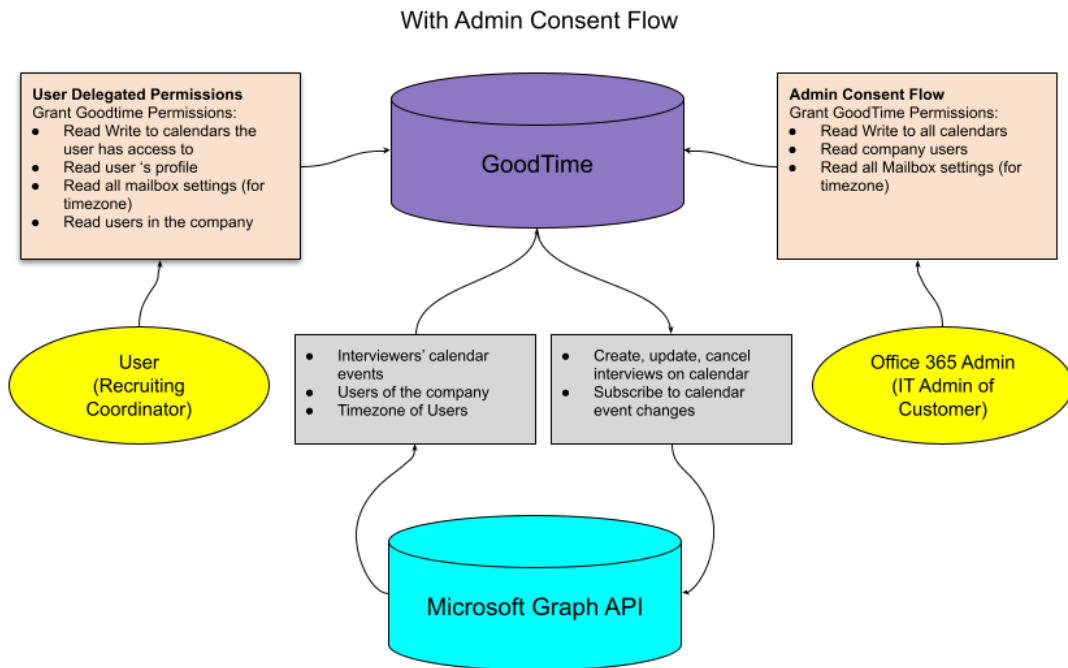 With Admin Consent Flow
User Delegated Permissions
Grant Goodtime Permissions:
● Read Write to calendars the
user has access to
● Read user 's profile
● Read all mailbox settings (for
timezone)
● Read users in the company
GoodTime
Admin Consent Flow
Grant GoodTime Permissions:
● Read Write to all calendars
● Read company users
● Read all Mailbox settings (for
timezone)
User
(Recruiting
Coordinator)
● Interviewers' calendar
events
● Users of the company
● Timezone of Users
● Create, update, cancel
interviews on calendar
● Subscribe to calendar
event changes
Office 365 Admin
(IT Admin of
Customer)
Microsoft Graph API